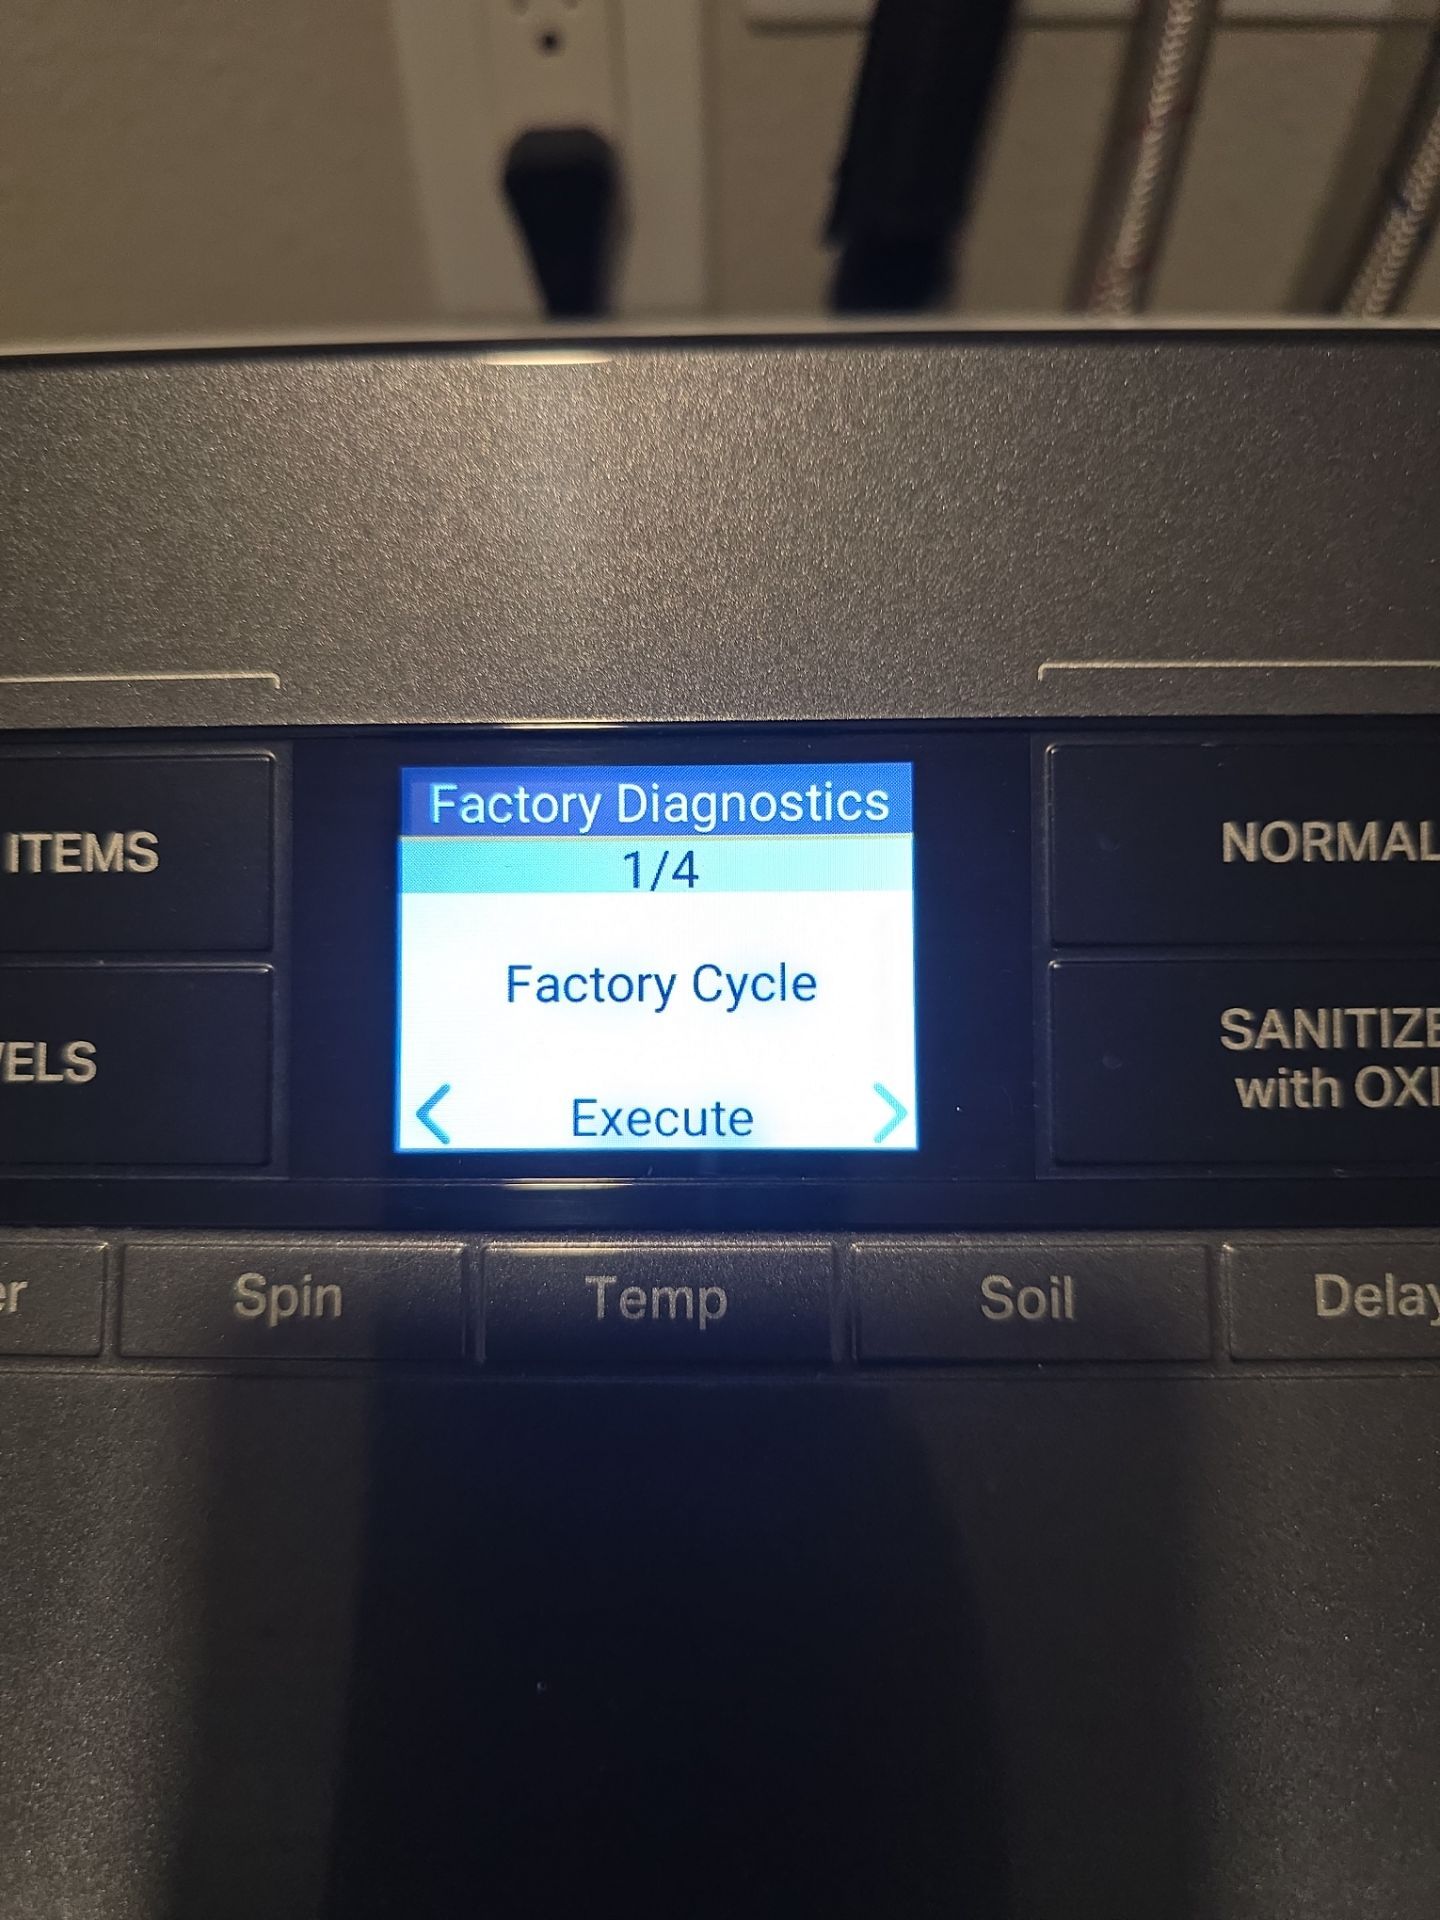 Factory Diagnostics
1/4
Factory Cycle
< Execute >
ITEMS
NORMAL
SANITIZE
with OXI
Spin
Temp
Soil
Delay